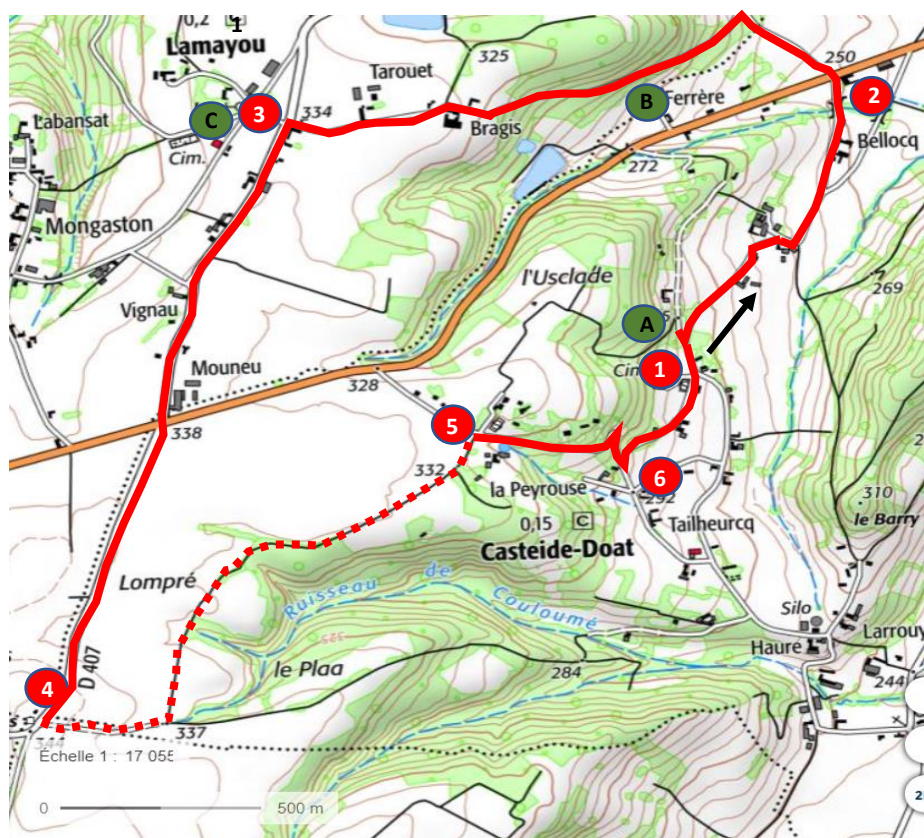 0,2
1
Lamayou
325
250
Tarouet
B
Ferrère
2
C
3
334
Labansat
Cim.
Bragis
Bellocq
272
Mongaston
l'Usclade
269
Vignau
A
1
Mouneu
328
338
5
332
6
la Peyrouse
292
310
0,15
C
Tailheurcq
le Barry
Casteide-Doat
Lompré
Ruisseau de Couloumé
325
Silo
Haure
Larrouy
le Plaa
284
244
4
D 407
337
344
Échelle 1 : 17 055
0
500 m